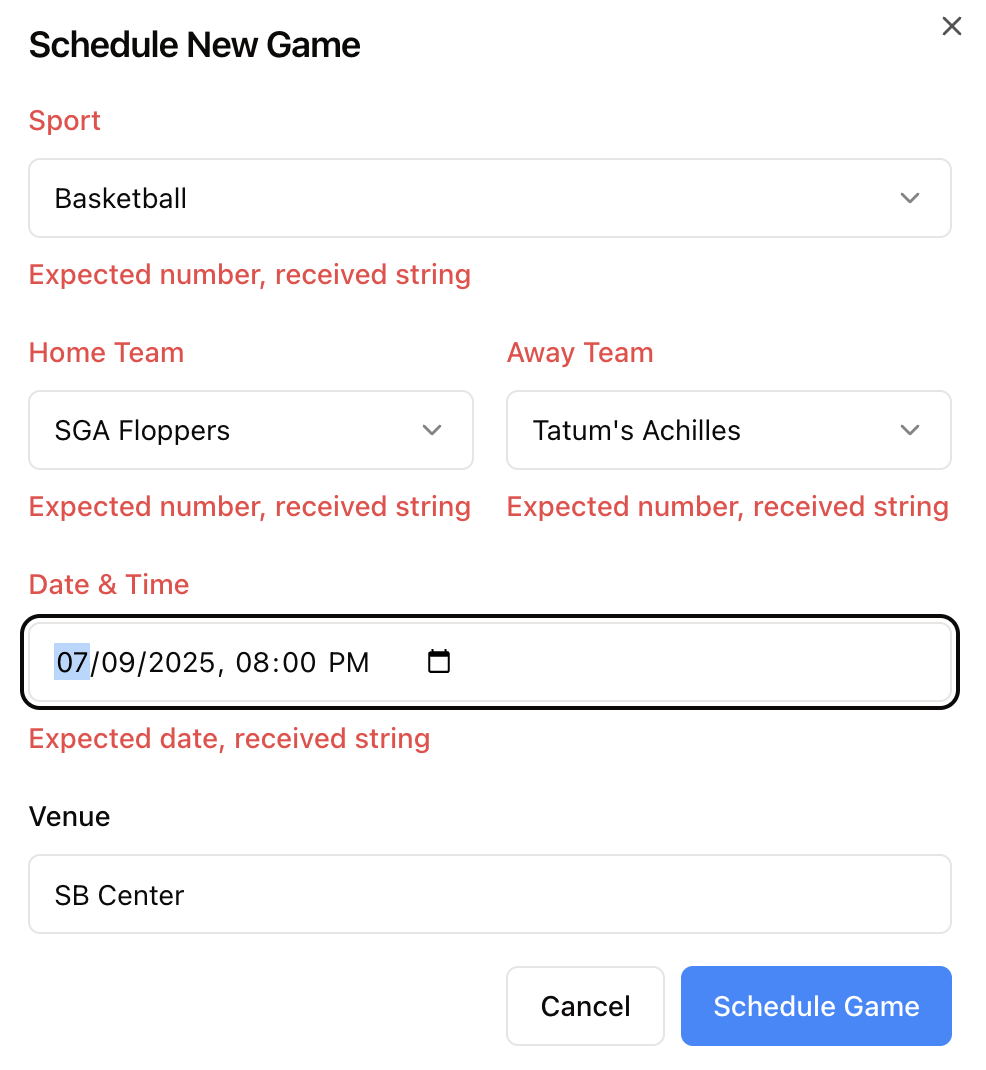 Schedule New Game
Sport
Basketball
Expected number, received string
Home Team
Away Team
SGA Floppers
Tatum's Achilles
Expected number, received string
Expected number, received string
Date & Time
07/09/2025, 08:00 PM
Expected date, received string
Venue
SB Center
Cancel
Schedule Game